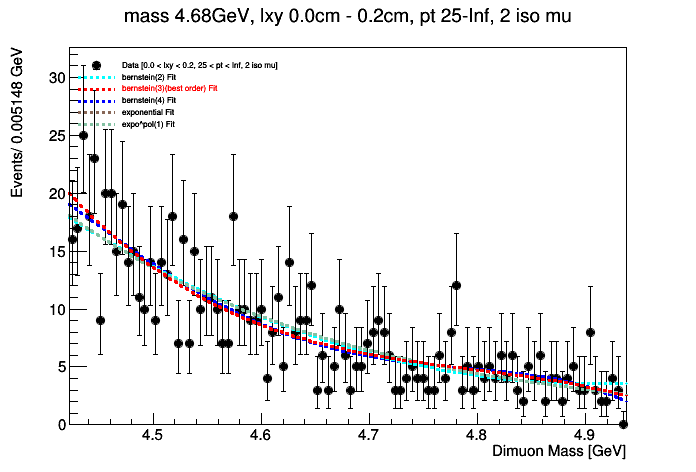 mass 4.68GeV, lxy 0.0cm - 0.2cm, pt 25-Inf, 2 iso mu
Events/ 0.005148 GeV
Data [0.0 < lxy < 0.2, 25 < pt < Inf, 2 iso mu]
bernstein(2) Fit
bernstein(3)(best order) Fit
bernstein(4) Fit
exponential Fit
expo*pol(1) Fit
30
25
20
15
10
5
0
4.5 4.6 4.7 4.8 4.9
Dimuon Mass [GeV]